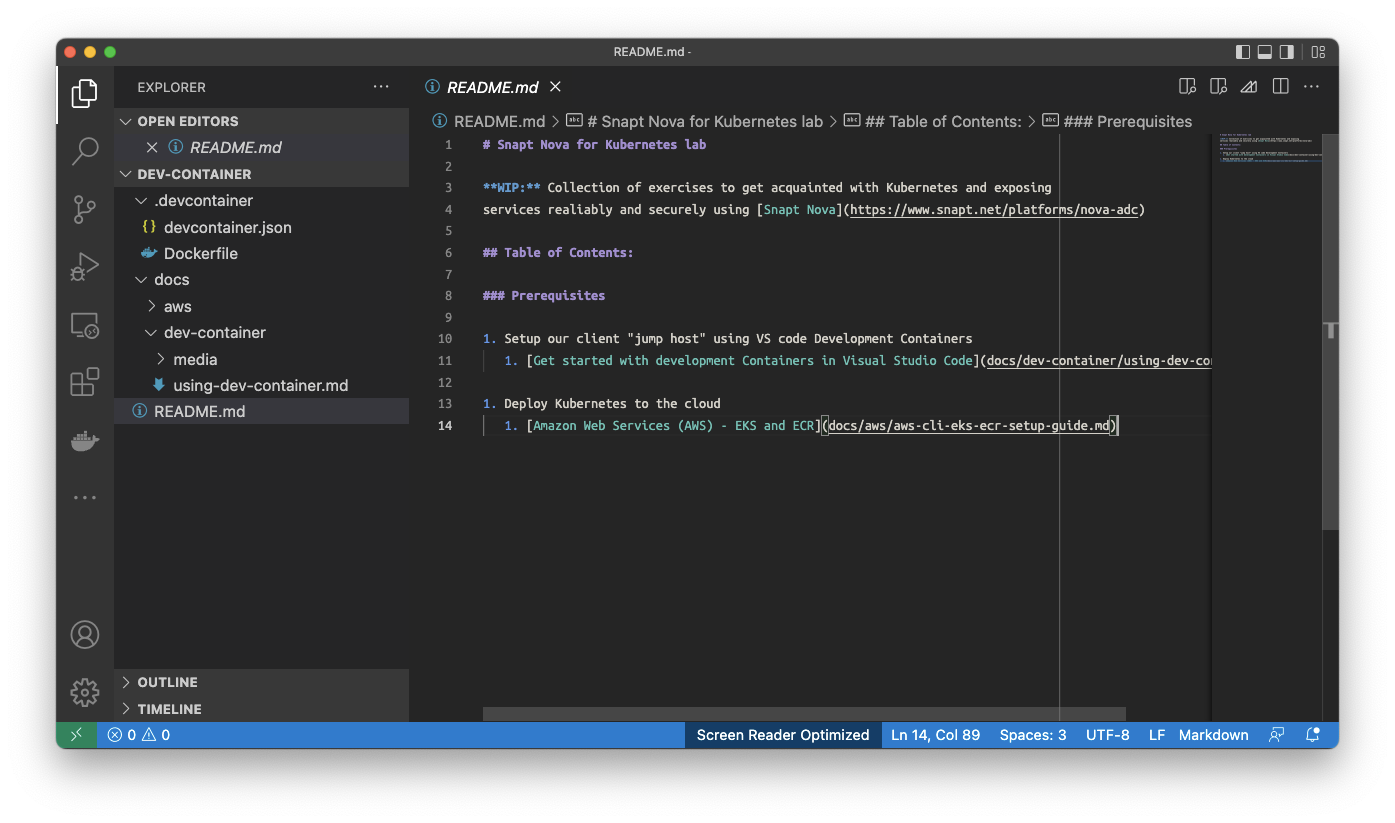 README.md -
EXPLORER
OPEN EDITORS
README.md
DEV-CONTAINER
.devcontainer
{} devcontainer.json
Dockerfile
docs
aws
dev-container
media
using-dev-container.md
README.md
OUTLINE
TIMELINE
README.md
README.md > # Snapt Nova for Kubernetes lab > ## Table of Contents: > ### Prerequisites
1 # Snapt Nova for Kubernetes lab
2
3 **WIP:** Collection of exercises to get acquainted with Kubernetes and exposing
4 services realiably and securely using [Snapt Nova](https://www.snapt.net/platforms/nova-adc)
5
6 ## Table of Contents:
7
8 ### Prerequisites
9
10 1. Setup our client "jump host" using VS code Development Containers
11 1. [Get started with development Containers in Visual Studio Code](docs/dev-container/using-dev-co
12
13 1. Deploy Kubernetes to the cloud
14 1. [Amazon Web Services (AWS) - EKS and ECR](docs/aws/aws-cli-eks-ecr-setup-guide.md)
0 0 Screen Reader Optimized Ln 14, Col 89 Spaces: 3 UTF-8 LF Markdown